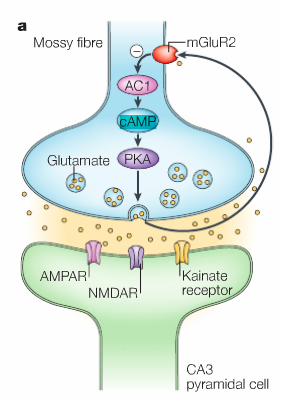 a
Mossy fibre
mGluR2
−
AC1
cAMP
Glutamate
PKA
AMPAR
NMDAR
Kainate
receptor
CA3
pyramidal cell